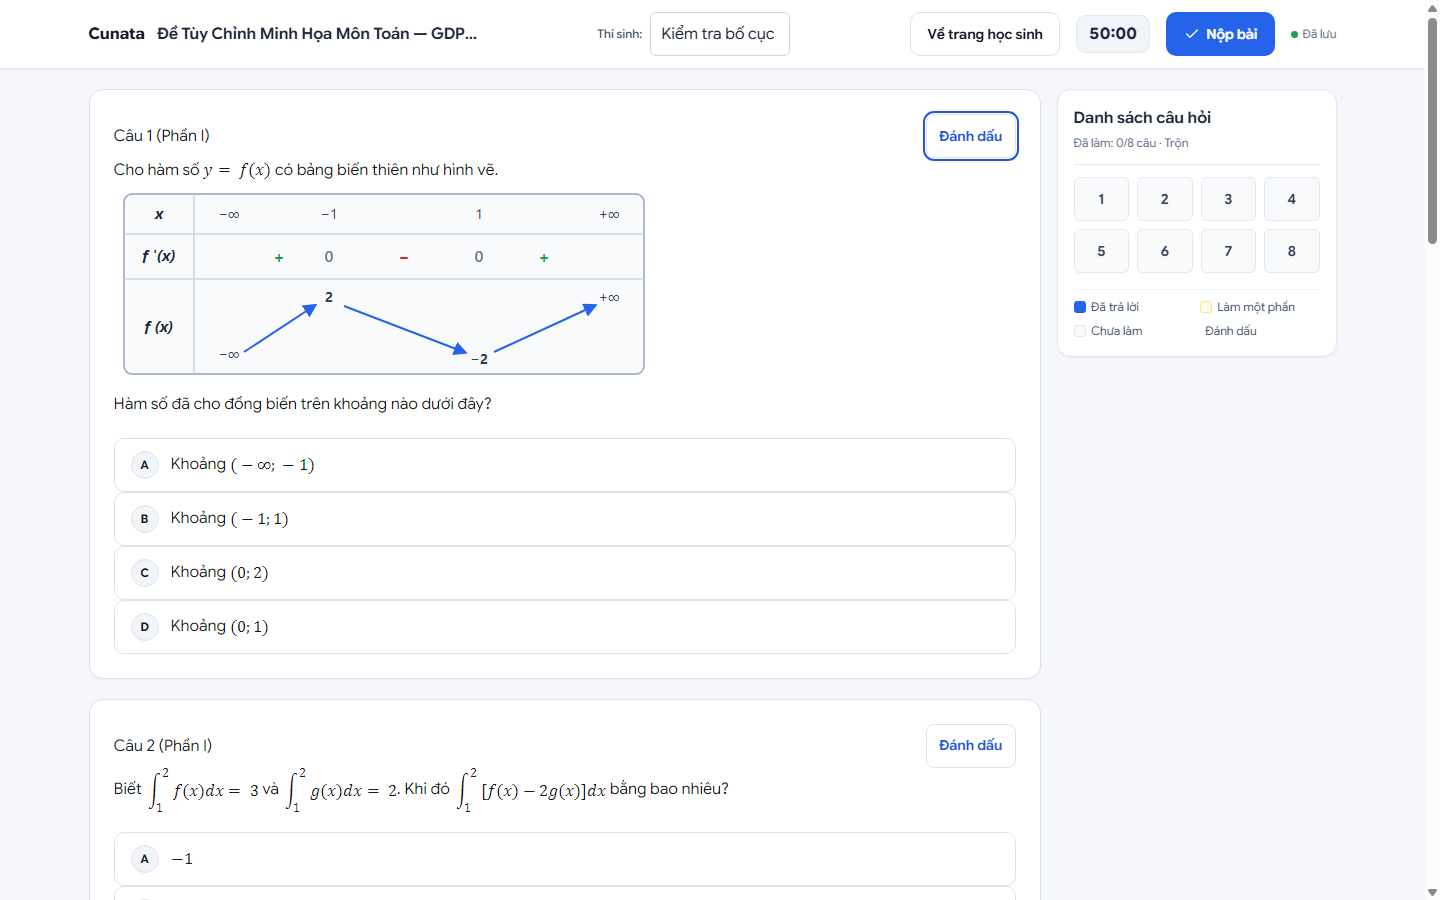 Cunata Đề Tùy Chỉnh Minh Họa Môn Toán — GDP...
Thí sinh: Kiểm tra bố cục
Về trang học sinh
50:00
Nộp bài
Đã lưu
Câu 1 (Phần I)
Đánh dấu
Cho hàm số y = f(x) có bảng biến thiên như hình vẽ.
x −∞ −1 1 +∞
f '(x) + 0 − 0 +
2 +∞
f (x)
−∞ −2
Hàm số đã cho đồng biến trên khoảng nào dưới đây?
A Khoảng (−∞; −1)
B Khoảng (−1; 1)
C Khoảng (0; 2)
D Khoảng (0; 1)
Câu 2 (Phần I)
Đánh dấu
Biết ∫₁² f(x)dx = 3 và ∫₁² g(x)dx = 2. Khi đó ∫₁² [f(x) − 2g(x)]dx bằng bao nhiêu?
A −1
Danh sách câu hỏi
Đã làm: 0/8 câu · Trộn
1 2 3 4
5 6 7 8
Đã trả lời Làm một phần
Chưa làm Đánh dấu